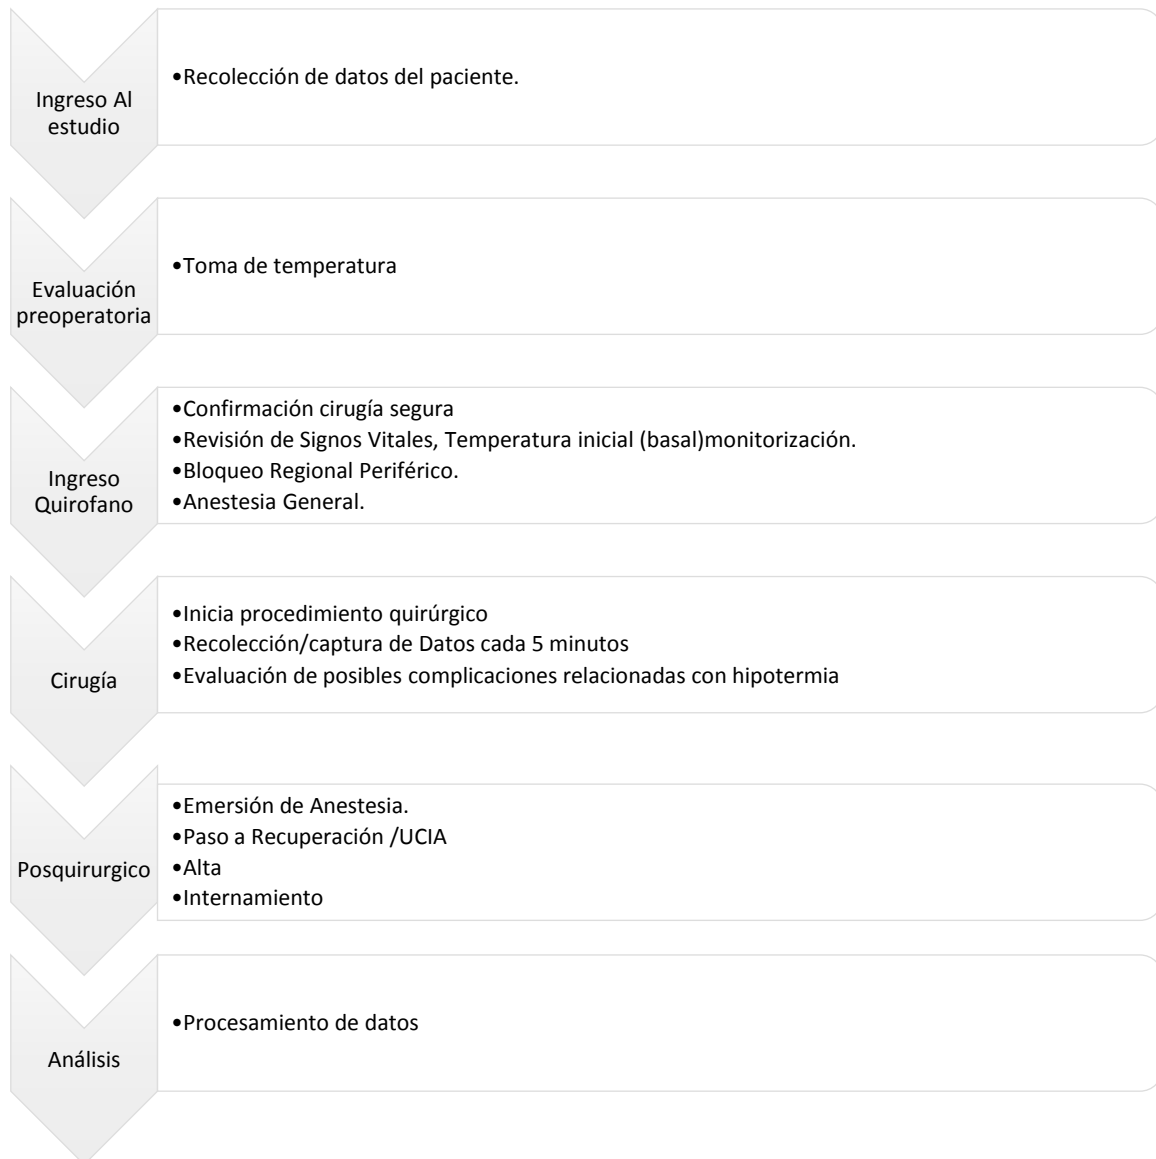 Ingreso Al
estudio
•Recolección de datos del paciente.
Evaluación
preoperatoria
•Toma de temperatura
Ingreso
Quirofano
•Confirmación cirugía segura
•Revisión de Signos Vitales, Temperatura inicial (basal)monitorización.
•Bloqueo Regional Periférico.
•Anestesia General.
Cirugía
•Inicia procedimiento quirúrgico
•Recolección/captura de Datos cada 5 minutos
•Evaluación de posibles complicaciones relacionadas con hipotermia
Posquirurgico
•Emersión de Anestesia.
•Paso a Recuperación /UCIA
•Alta
•Internamiento
Análisis
•Procesamiento de datos